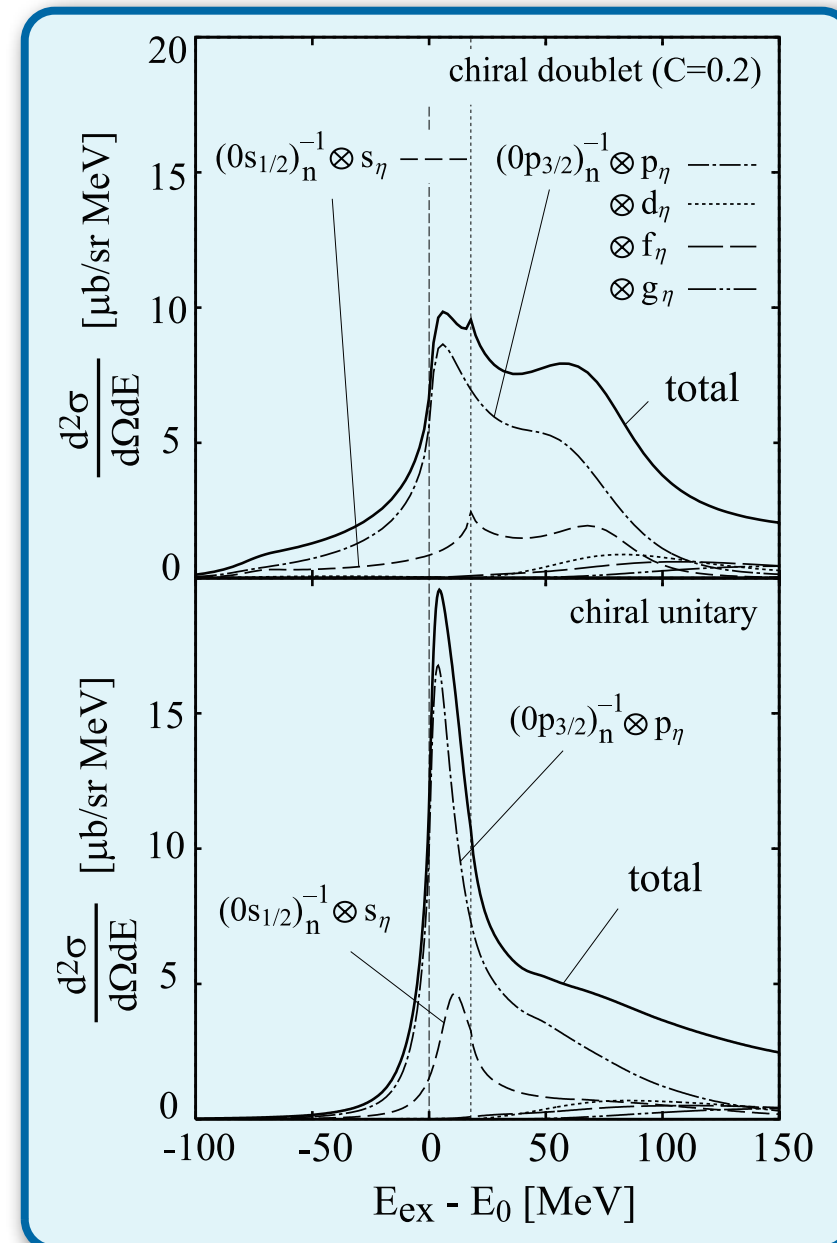 20
chiral doublet (C=0.2)
(0s1/2)n⁻¹ ⊗ sη
(0p3/2)n⁻¹ ⊗ pη
⊗ dη
⊗ fη
⊗ gη
15
10
5
0
total
d²σ
dΩdE
[μb/sr MeV]
chiral unitary
(0p3/2)n⁻¹ ⊗ pη
(0s1/2)n⁻¹ ⊗ sη
total
15
10
5
0
d²σ
dΩdE
[μb/sr MeV]
-100 -50 0 50 100 150
Eex - E0 [MeV]